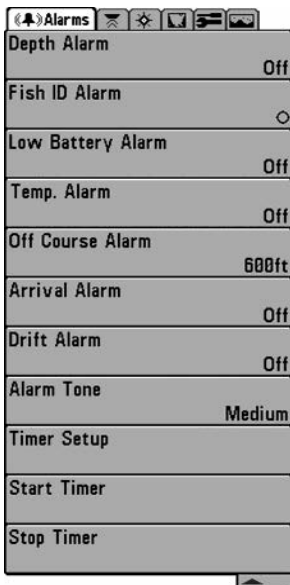 Alarms
Depth Alarm
Off
Fish ID Alarm
Low Battery Alarm
Off
Temp. Alarm
Off
Off Course Alarm
600ft
Arrival Alarm
Off
Drift Alarm
Off
Alarm Tone
Medium
Timer Setup
Start Timer
Stop Timer